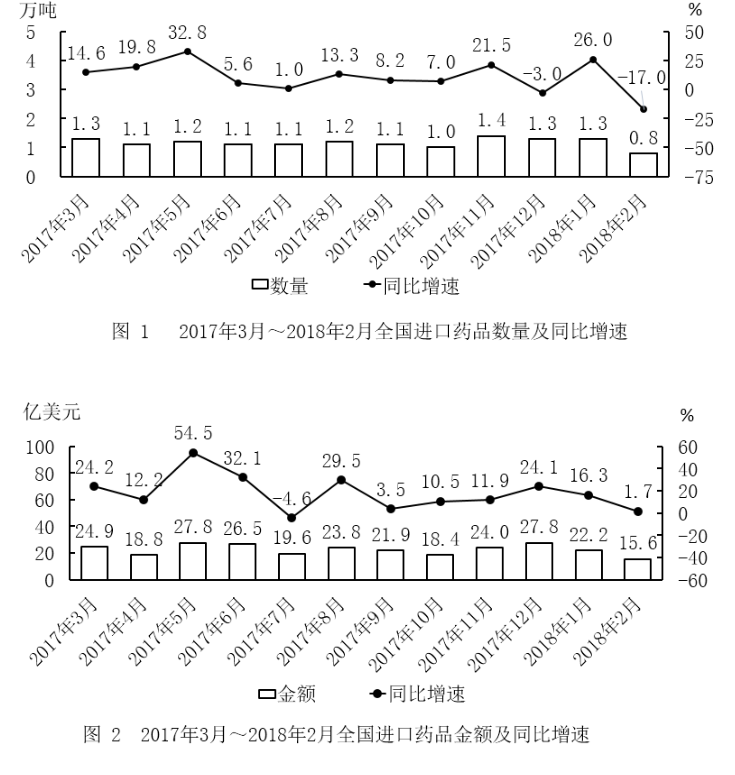 万吨 %
5 50
14.6 19.8 32.8 5.6 1.0 13.3 8.2 7.0 21.5 -3.0 26.0 -17.0
4 25
3 0
2 -25
1.3 1.1 1.2 1.1 1.1 1.2 1.1 1.0 1.4 1.3 1.3 0.8
1 -50
0 -75
2017年3月 2017年4月 2017年5月 2017年6月 2017年7月 2017年8月 2017年9月 2017年10月 2017年11月 2017年12月 2018年1月 2018年2月
数量 同比增速
图 1 2017年3月～2018年2月全国进口药品数量及同比增速
亿美元 %
100 60
24.2 12.2 54.5 32.1 -4.6 29.5 3.5 10.5 11.9 24.1 16.3 1.7
80 40
60 20
40 0
24.9 18.8 27.8 26.5 19.6 23.8 21.9 18.4 24.0 27.8 22.2 15.6
20 -20
-40
0 -60
2017年3月 2017年4月 2017年5月 2017年6月 2017年7月 2017年8月 2017年9月 2017年10月 2017年11月 2017年12月 2018年1月 2018年2月
金额 同比增速
图 2 2017年3月～2018年2月全国进口药品金额及同比增速